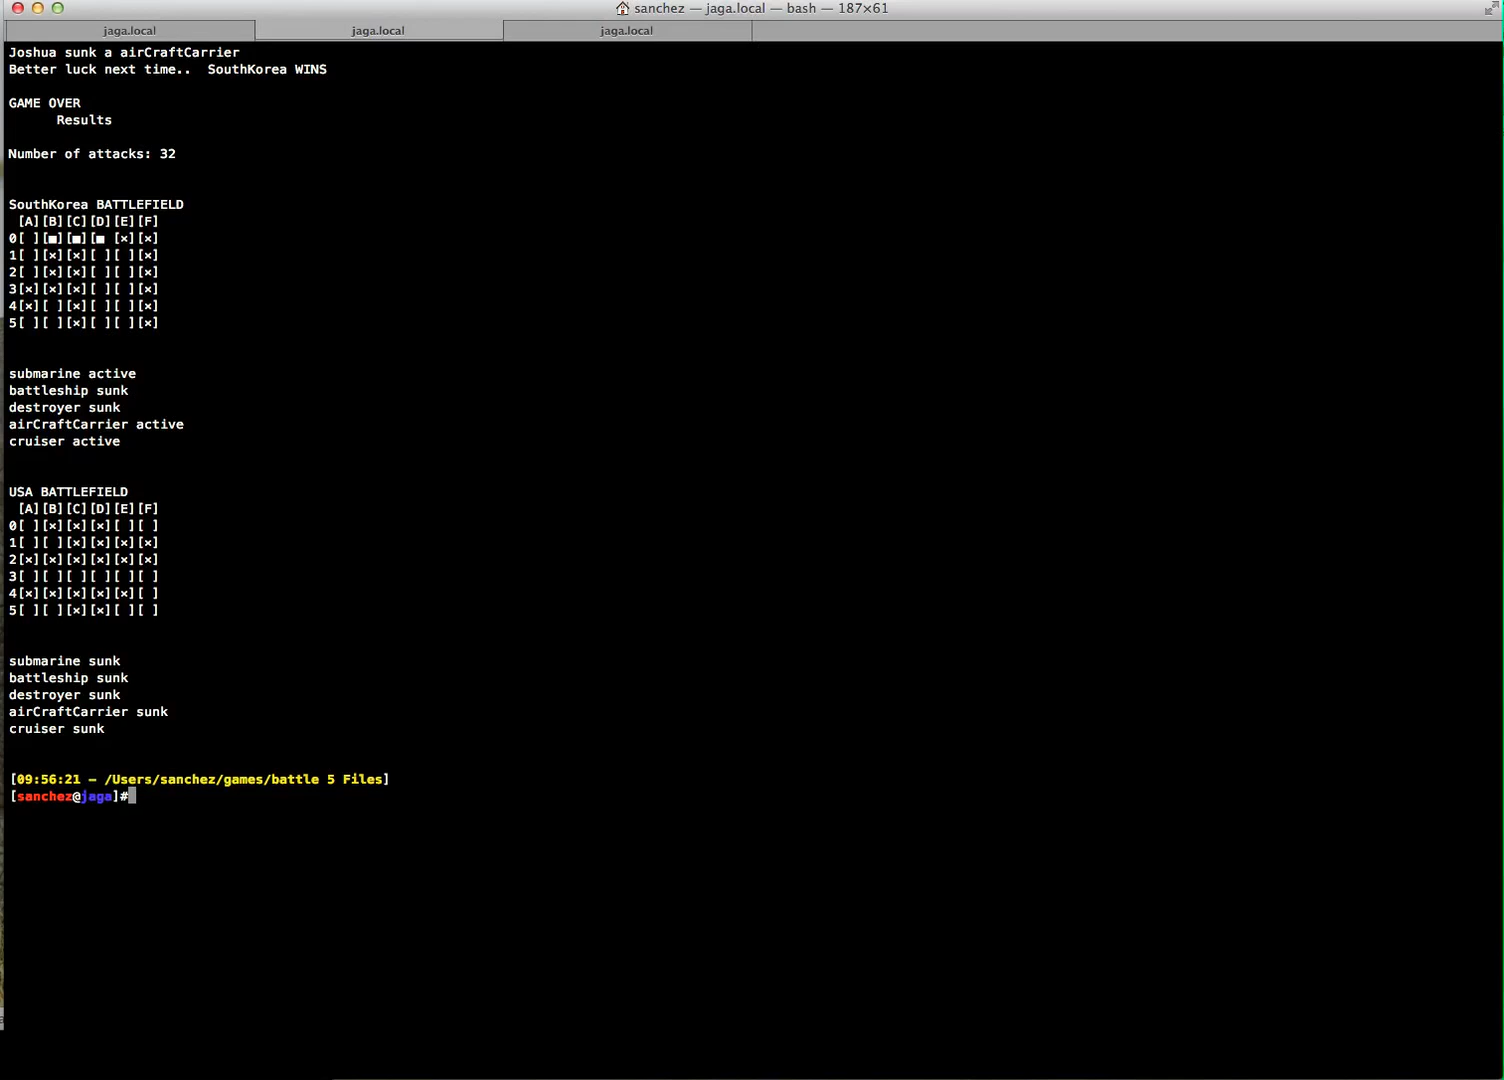 sanchez — jaga.local — bash — 187×61
jaga.local jaga.local jaga.local
Joshua sunk a airCraftCarrier
Better luck next time..  SouthKorea WINS
GAME OVER
      Results
Number of attacks: 32
SouthKorea BATTLEFIELD
 [A][B][C][D][E][F]
0[ ][■][■][■ [×][×]
1[ ][×][×][ ][ ][×]
2[ ][×][×][ ][ ][×]
3[×][×][×][ ][ ][×]
4[×][ ][×][ ][ ][×]
5[ ][ ][×][ ][ ][×]
submarine active
battleship sunk
destroyer sunk
airCraftCarrier active
cruiser active
USA BATTLEFIELD
 [A][B][C][D][E][F]
0[ ][×][×][×][ ][ ]
1[ ][ ][×][×][×][×]
2[×][×][×][×][×][×]
3[ ][ ][ ][ ][ ][ ]
4[×][×][×][×][×][ ]
5[ ][ ][×][×][ ][ ]
submarine sunk
battleship sunk
destroyer sunk
airCraftCarrier sunk
cruiser sunk
[09:56:21 – /Users/sanchez/games/battle 5 Files]
[sanchez@jaga]#